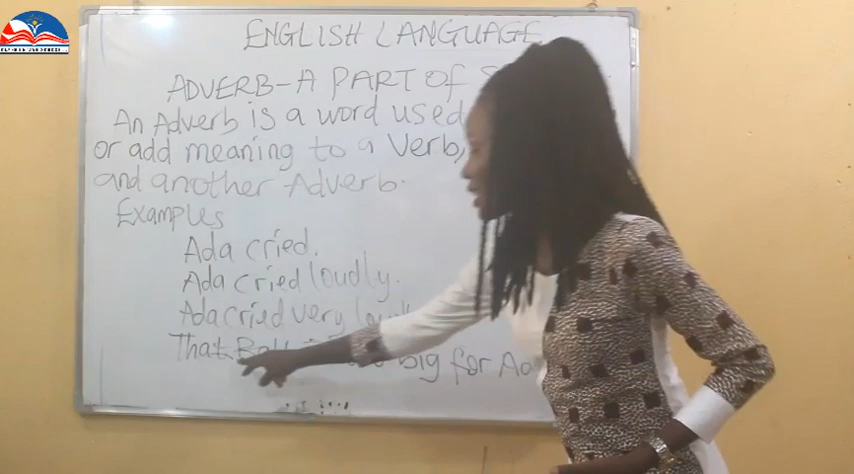 ENGLISH LANGUAGE
ADVERB-A PART OF
An Adverb is a word used
or add meaning to a Verb,
and another Adverb.
Examples
Ada cried.
Ada cried loudly.
Ada cried very
That big for